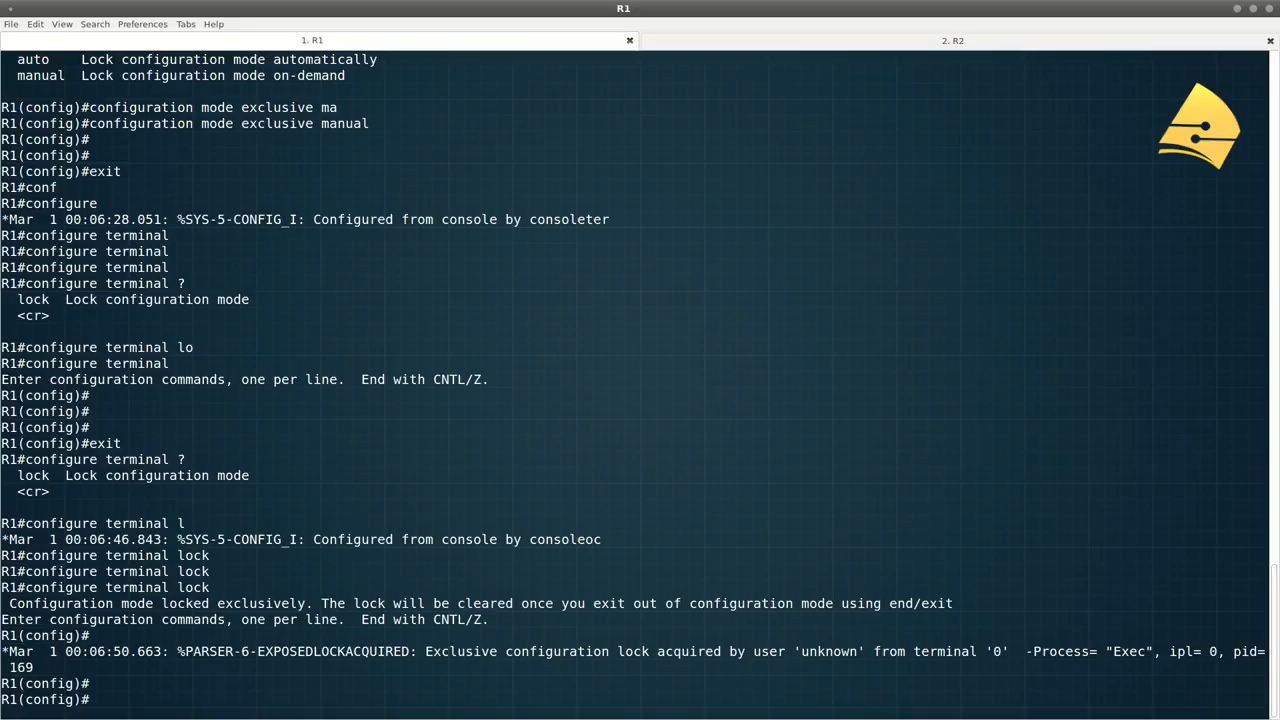 R1
File Edit View Search Preferences Tabs Help
1. R1 ✖ 2. R2 ✖
  auto    Lock configuration mode automatically
  manual  Lock configuration mode on-demand
R1(config)#configuration mode exclusive ma
R1(config)#configuration mode exclusive manual
R1(config)#
R1(config)#
R1(config)#exit
R1#conf
R1#configure
*Mar  1 00:06:28.051: %SYS-5-CONFIG_I: Configured from console by consoleter
R1#configure terminal
R1#configure terminal
R1#configure terminal
R1#configure terminal ?
  lock  Lock configuration mode
  <cr>
R1#configure terminal lo
R1#configure terminal
Enter configuration commands, one per line.  End with CNTL/Z.
R1(config)#
R1(config)#
R1(config)#
R1(config)#exit
R1#configure terminal ?
  lock  Lock configuration mode
  <cr>
R1#configure terminal l
*Mar  1 00:06:46.843: %SYS-5-CONFIG_I: Configured from console by consoleoc
R1#configure terminal lock
R1#configure terminal lock
R1#configure terminal lock
 Configuration mode locked exclusively. The lock will be cleared once you exit out of configuration mode using end/exit
Enter configuration commands, one per line.  End with CNTL/Z.
R1(config)#
*Mar  1 00:06:50.663: %PARSER-6-EXPOSEDLOCKACQUIRED: Exclusive configuration lock acquired by user 'unknown' from terminal '0'  -Process= "Exec", ipl= 0, pid=
 169
R1(config)#
R1(config)#